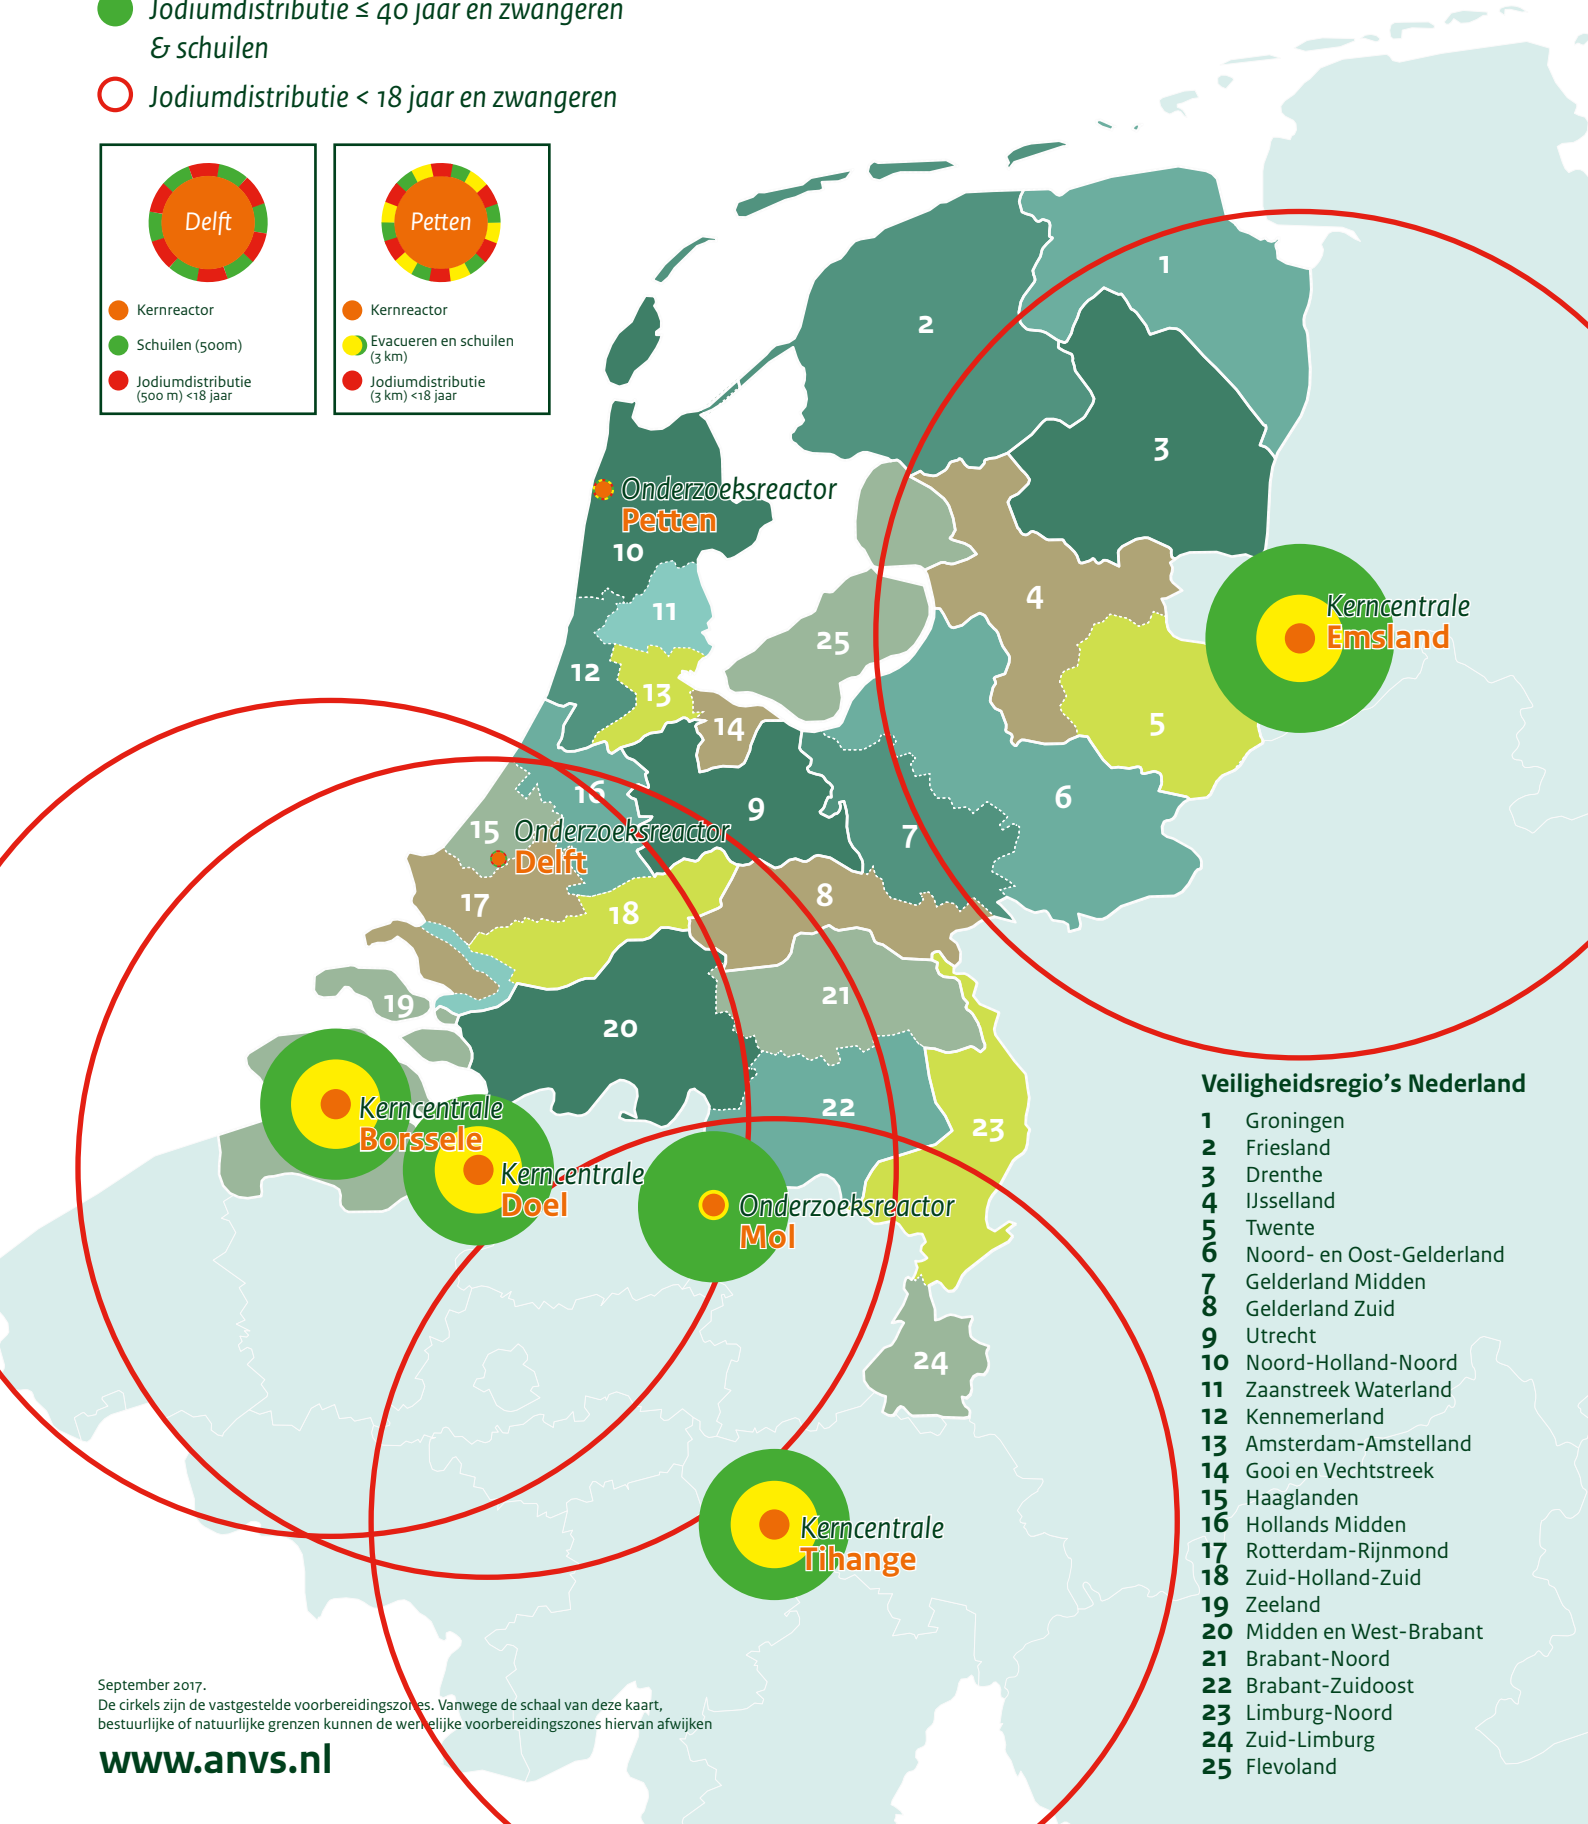 Jodiumdistributie ≤ 40 jaar en zwangeren
& schuilen
Jodiumdistributie < 18 jaar en zwangeren
Delft
Kernreactor
Schuilen (500m)
Jodiumdistributie
(500 m) <18 jaar
Petten
Kernreactor
Evacueren en schuilen
(3 km)
Jodiumdistributie
(3 km) <18 jaar
1
2
3
Onderzoeksreactor
Petten
10
4
Kerncentrale
Emsland
11
25
12
13
5
14
16
9
6
15
Onderzoeksreactor
Delft
7
17
18
8
19
21
20
22
23
Kerncentrale
Borssele
Kerncentrale
Doel
Onderzoeksreactor
Mol
24
Kerncentrale
Tihange
Veiligheidsregio's Nederland
1 Groningen
2 Friesland
3 Drenthe
4 IJsselland
5 Twente
6 Noord- en Oost-Gelderland
7 Gelderland Midden
8 Gelderland Zuid
9 Utrecht
10 Noord-Holland-Noord
11 Zaanstreek Waterland
12 Kennemerland
13 Amsterdam-Amstelland
14 Gooi en Vechtstreek
15 Haaglanden
16 Hollands Midden
17 Rotterdam-Rijnmond
18 Zuid-Holland-Zuid
19 Zeeland
20 Midden en West-Brabant
21 Brabant-Noord
22 Brabant-Zuidoost
23 Limburg-Noord
24 Zuid-Limburg
25 Flevoland
September 2017.
De cirkels zijn de vastgestelde voorbereidingszones. Vanwege de schaal van deze kaart,
bestuurlijke of natuurlijke grenzen kunnen de werkelijke voorbereidingszones hiervan afwijken
www.anvs.nl